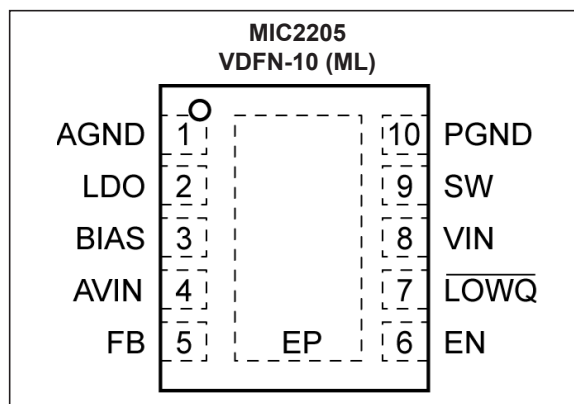 MIC2205
VDFN-10 (ML)
AGND 1 10 PGND
LDO 2 9 SW
BIAS 3 8 VIN
AVIN 4 7 L̅O̅W̅Q̅
FB 5 EP 6 EN